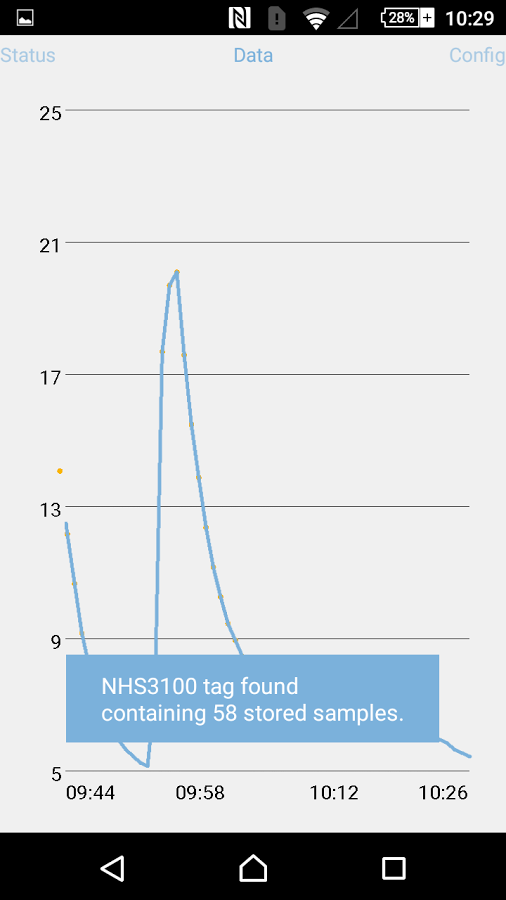 28% 10:29
Status Data Config
25
21
17
13
9
NHS3100 tag found
containing 58 stored samples.
5
09:44 09:58 10:12 10:26